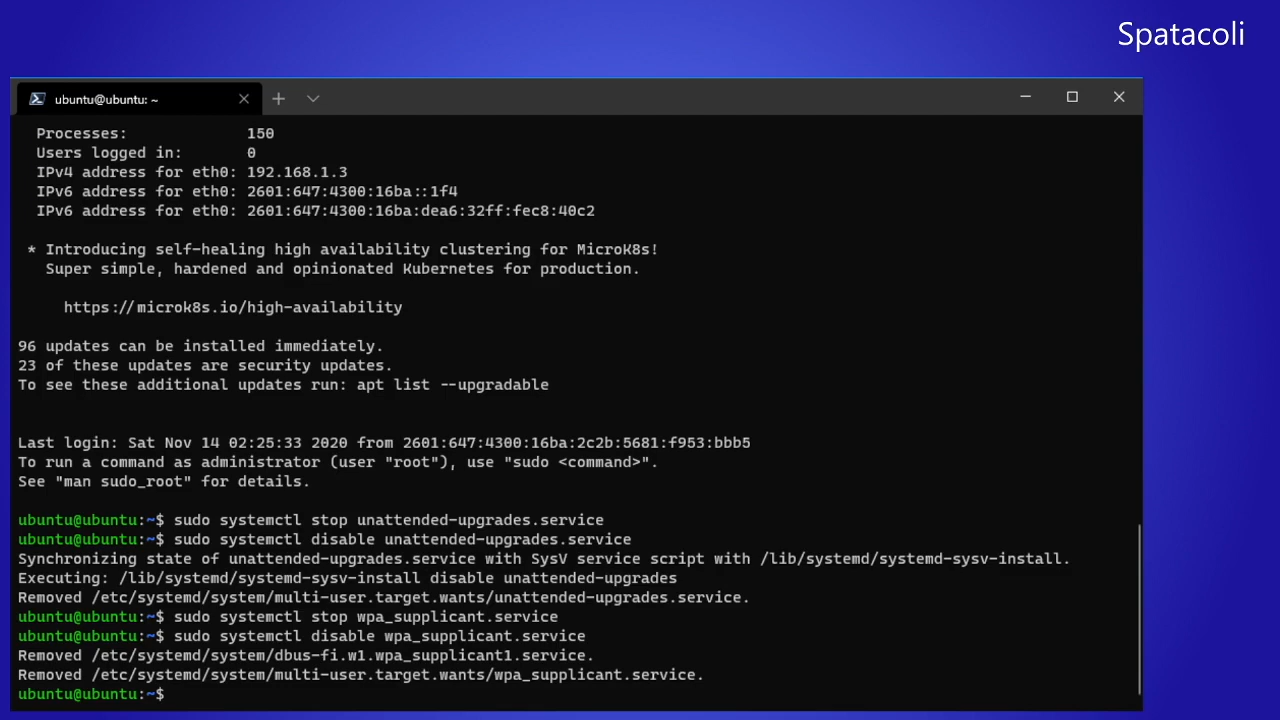 Spatacoli
ubuntu@ubuntu: ~
Processes: 150
Users logged in: 0
IPv4 address for eth0: 192.168.1.3
IPv6 address for eth0: 2601:647:4300:16ba::1f4
IPv6 address for eth0: 2601:647:4300:16ba:dea6:32ff:fec8:40c2
* Introducing self-healing high availability clustering for MicroK8s!
Super simple, hardened and opinionated Kubernetes for production.
https://microk8s.io/high-availability
96 updates can be installed immediately.
23 of these updates are security updates.
To see these additional updates run: apt list --upgradable
Last login: Sat Nov 14 02:25:33 2020 from 2601:647:4300:16ba:2c2b:5681:f953:bbb5
To run a command as administrator (user "root"), use "sudo <command>".
See "man sudo_root" for details.
ubuntu@ubuntu:~$ sudo systemctl stop unattended-upgrades.service
ubuntu@ubuntu:~$ sudo systemctl disable unattended-upgrades.service
Synchronizing state of unattended-upgrades.service with SysV service script with /lib/systemd/systemd-sysv-install.
Executing: /lib/systemd/systemd-sysv-install disable unattended-upgrades
Removed /etc/systemd/system/multi-user.target.wants/unattended-upgrades.service.
ubuntu@ubuntu:~$ sudo systemctl stop wpa_supplicant.service
ubuntu@ubuntu:~$ sudo systemctl disable wpa_supplicant.service
Removed /etc/systemd/system/dbus-fi.w1.wpa_supplicant1.service.
Removed /etc/systemd/system/multi-user.target.wants/wpa_supplicant.service.
ubuntu@ubuntu:~$